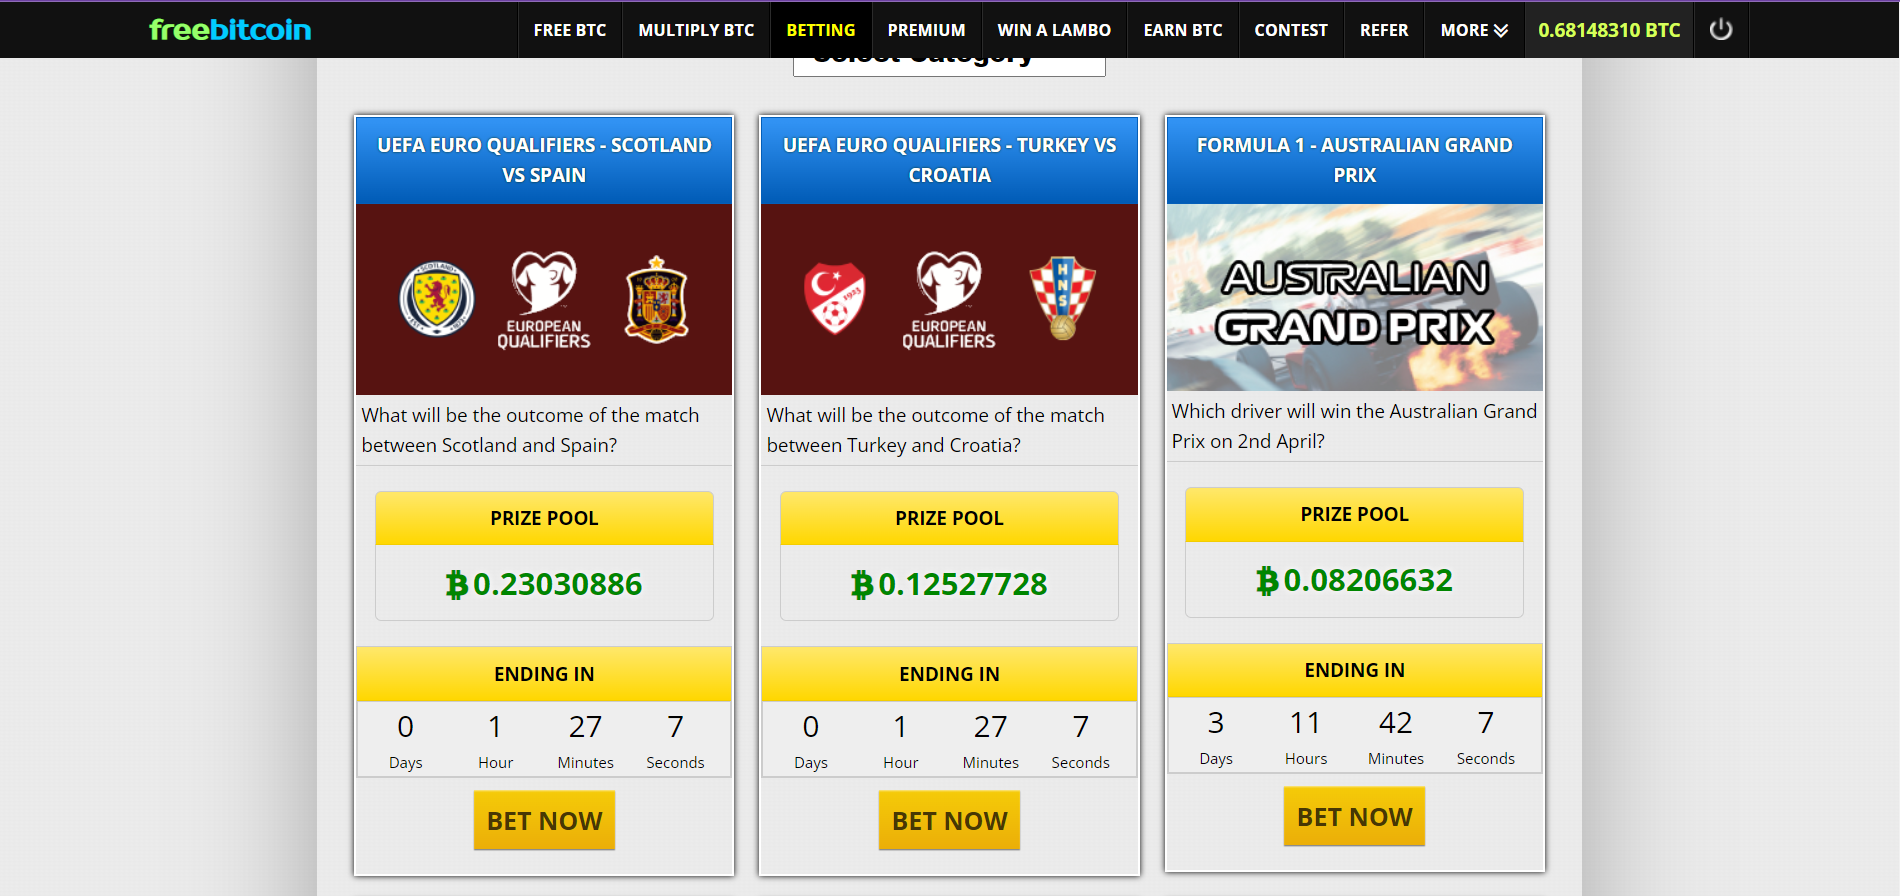 freebitcoin
FREE BTC
MULTIPLY BTC
BETTING
PREMIUM
WIN A LAMBO
EARN BTC
CONTEST
REFER
MORE
0.68148310 BTC
Select Category
UEFA EURO QUALIFIERS - SCOTLAND
VS SPAIN
SCOTLAND
EUROPEAN
QUALIFIERS
What will be the outcome of the match
between Scotland and Spain?
PRIZE POOL
₿0.23030886
ENDING IN
0 1 27 7
Days Hour Minutes Seconds
BET NOW
UEFA EURO QUALIFIERS - TURKEY VS
CROATIA
1923
EUROPEAN
QUALIFIERS
HNS
What will be the outcome of the match
between Turkey and Croatia?
PRIZE POOL
₿0.12527728
ENDING IN
0 1 27 7
Days Hour Minutes Seconds
BET NOW
FORMULA 1 - AUSTRALIAN GRAND
PRIX
AUSTRALIAN
GRAND PRIX
Which driver will win the Australian Grand
Prix on 2nd April?
PRIZE POOL
₿0.08206632
ENDING IN
3 11 42 7
Days Hours Minutes Seconds
BET NOW